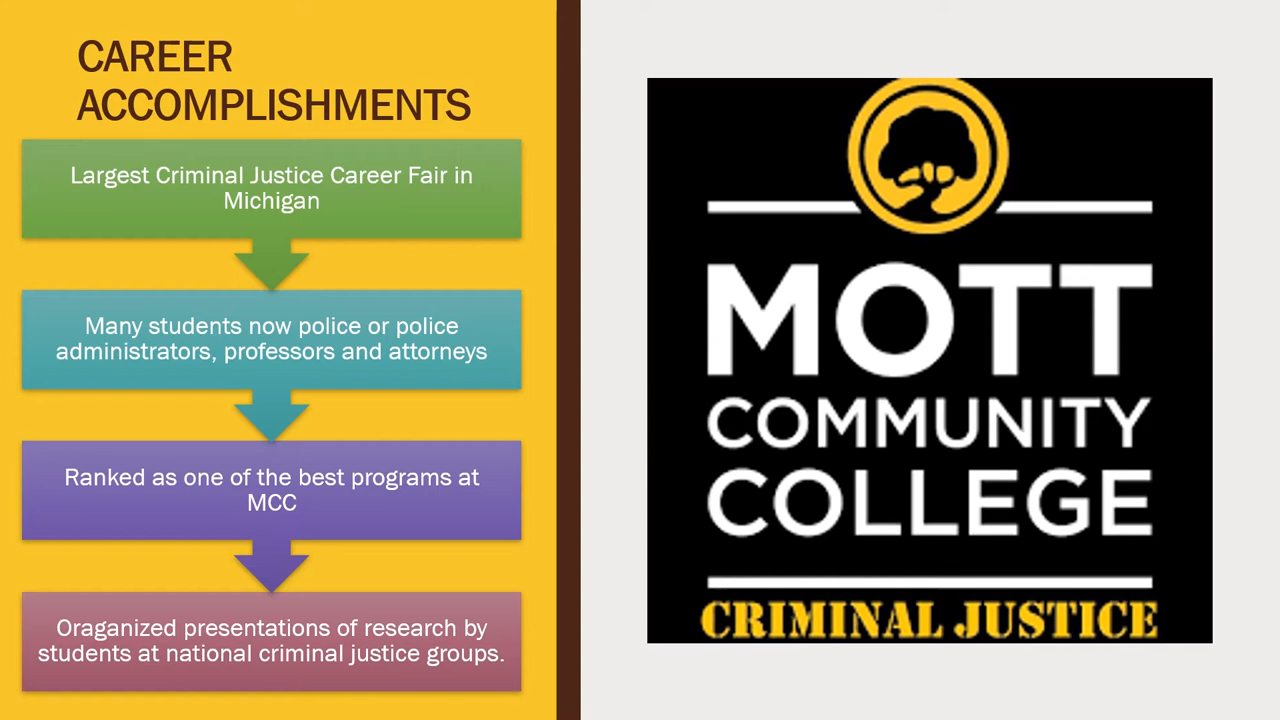 CAREER
ACCOMPLISHMENTS
Largest Criminal Justice Career Fair in
Michigan
Many students now police or police
administrators, professors and attorneys
Ranked as one of the best programs at
MCC
Oraganized presentations of research by
students at national criminal justice groups.
MOTT
COMMUNITY
COLLEGE
CRIMINAL JUSTICE